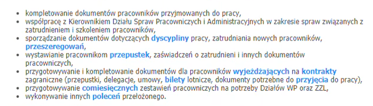 • kompletowanie dokumentów pracowników przyjmowanych do pracy,
• współpracę z Kierownikiem Działu Spraw Pracowniczych i Administracyjnych w zakresie spraw związanych z
zatrudnieniem i szkoleniem pracowników,
• sporządzanie dokumentów dotyczących dyscypliny pracy, zatrudniania nowych pracowników,
przeszeregowań,
• wystawianie pracownikom przepustek, zaświadczeń o zatrudnieni i innych dokumentów
pracowniczych,
• przygotowywanie i kompletowanie dokumentów dla pracowników wyjeżdżających na kontrakty
zagraniczne (przepustki, delegacje, umowy, bilety lotnicze, dokumenty potrzebne do przyjęcia do pracy),
• przygotowywanie comiesięcznych zestawień pracowniczych na potrzeby Działów WP oraz ZZL,
• wykonywanie innych poleceń przełożonego.